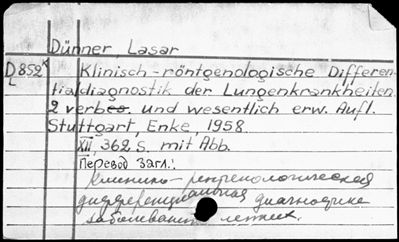 Dünner, Lasar
D852к Klinisch-röntgenologische Differen-
L tialdiagnostik der Lungenkrankheiten.
2 verb. und wesentlich erw. Aufl.
Stuttgart, Enke, 1958.
XII, 362 S. mit Abb.
Перевод загл.:
Клинико-рентгенологическая
дифференциальная диагностика
заболеваний легких.